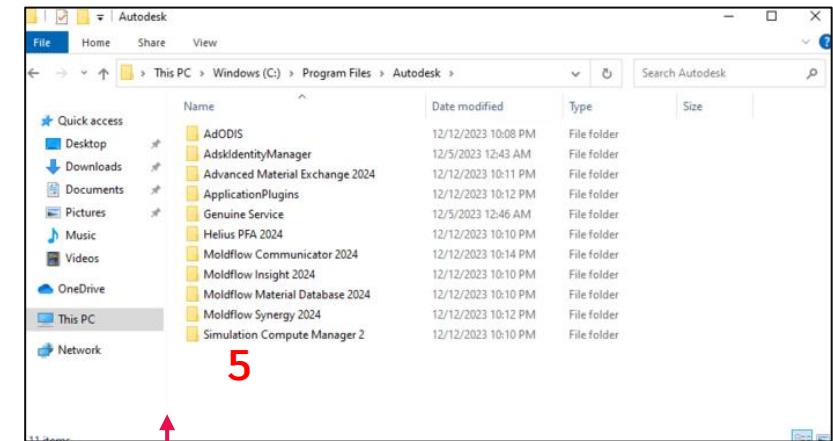 Autodesk
File Home Share View
This PC > Windows (C:) > Program Files > Autodesk > Search Autodesk
Name Date modified Type Size
Quick access
Desktop
Downloads
Documents
Pictures
Music
Videos
OneDrive
This PC
Network
AdODIS 12/12/2023 10:08 PM File folder
AdskIdentityManager 12/5/2023 12:43 AM File folder
Advanced Material Exchange 2024 12/12/2023 10:11 PM File folder
ApplicationPlugins 12/12/2023 10:12 PM File folder
Genuine Service 12/5/2023 12:46 AM File folder
Helius PFA 2024 12/12/2023 10:10 PM File folder
Moldflow Communicator 2024 12/12/2023 10:14 PM File folder
Moldflow Insight 2024 12/12/2023 10:10 PM File folder
Moldflow Material Database 2024 12/12/2023 10:10 PM File folder
Moldflow Synergy 2024 12/12/2023 10:12 PM File folder
Simulation Compute Manager 2 12/12/2023 10:10 PM File folder
5
11 items